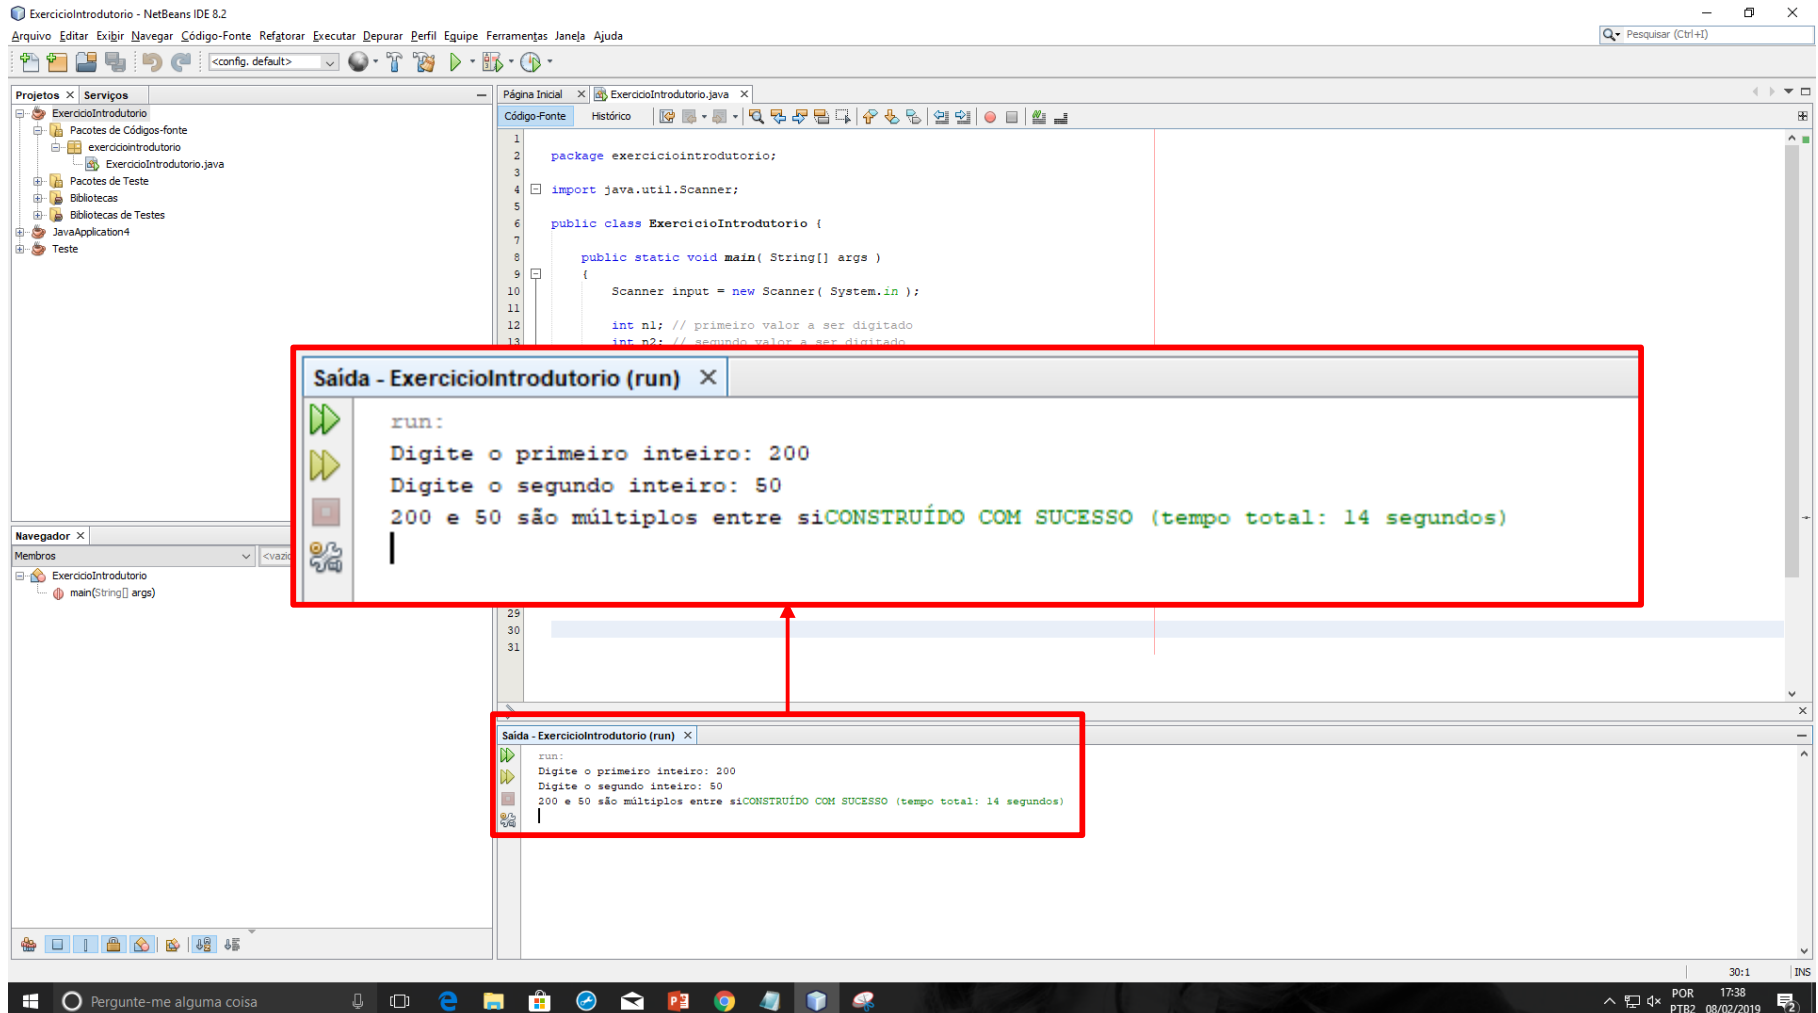 ExercicioIntrodutorio - NetBeans IDE 8.2
Arquivo Editar Exibir Navegar Código-Fonte Refatorar Executar Depurar Perfil Equipe Ferramentas Janela Ajuda
Pesquisar (Ctrl+I)
<config. default>
Projetos Serviços
ExercicioIntrodutorio
Pacotes de Códigos-fonte
exerciciointrodutorio
ExercicioIntrodutorio.java
Pacotes de Teste
Bibliotecas
Bibliotecas de Testes
JavaApplication4
Teste
Página Inicial ExercicioIntrodutorio.java
Código-Fonte Histórico
1
2 package exerciciointrodutorio;
3
4 import java.util.Scanner;
5
6 public class ExercicioIntrodutorio {
7
8 public static void main( String[] args )
9 {
10 Scanner input = new Scanner( System.in );
11
12 int n1; // primeiro valor a ser digitado
13 int n2; // segundo valor a ser digitado
Saída - ExercicioIntrodutorio (run)
run:
Digite o primeiro inteiro: 200
Digite o segundo inteiro: 50
200 e 50 são múltiplos entre siCONSTRUÍDO COM SUCESSO (tempo total: 14 segundos)
29
30
31
Navegador
Membros
ExercicioIntrodutorio
main(String[] args)
Saída - ExercicioIntrodutorio (run)
run:
Digite o primeiro inteiro: 200
Digite o segundo inteiro: 50
200 e 50 são múltiplos entre siCONSTRUÍDO COM SUCESSO (tempo total: 14 segundos)
30:1 INS
Pergunte-me alguma coisa
POR 17:38
PTB2 08/02/2019